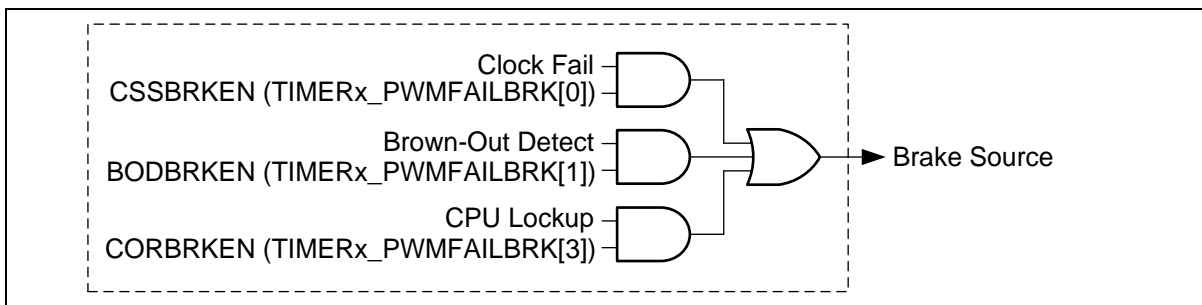 Clock Fail
CSSBRKEN (TIMERx_PWMFAILBRK[0])
Brown-Out Detect
BODBRKEN (TIMERx_PWMFAILBRK[1])
Brake Source
CPU Lockup
CORBRKEN (TIMERx_PWMFAILBRK[3])